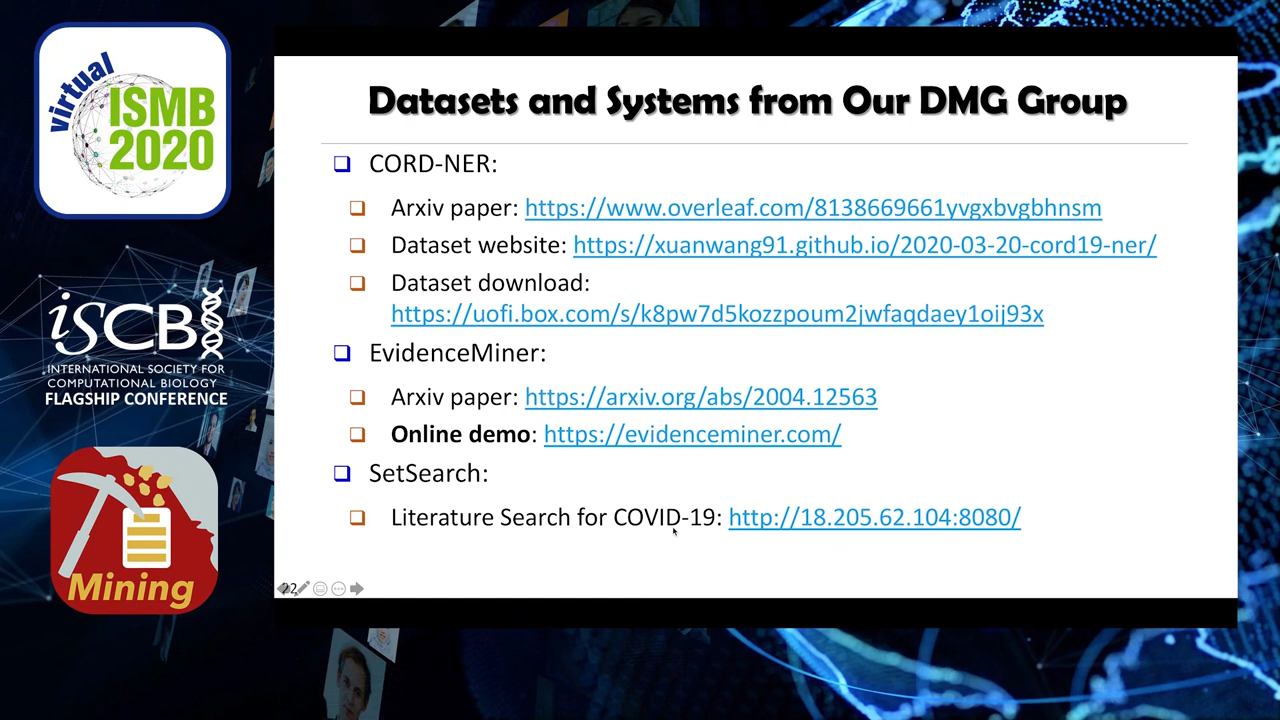 virtual
ISMB
2020
iSCB
INTERNATIONAL SOCIETY FOR
COMPUTATIONAL BIOLOGY
FLAGSHIP CONFERENCE
Mining
Datasets and Systems from Our DMG Group
CORD-NER:
Arxiv paper: https://www.overleaf.com/8138669661yvgxbvgbhnsm
Dataset website: https://xuanwang91.github.io/2020-03-20-cord19-ner/
Dataset download:
https://uofi.box.com/s/k8pw7d5kozzpoum2jwfaqdaey1oij93x
EvidenceMiner:
Arxiv paper: https://arxiv.org/abs/2004.12563
Online demo: https://evidenceminer.com/
SetSearch:
Literature Search for COVID-19: http://18.205.62.104:8080/
22